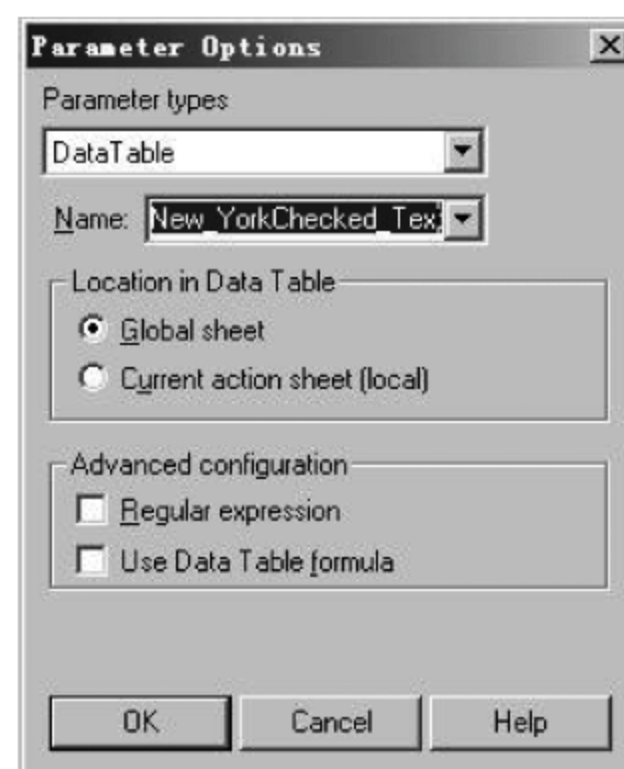 Parameter Options
Parameter types
DataTable
Name: New_YorkChecked_Tex
Location in Data Table
Global sheet
Current action sheet (local)
Advanced configuration
Regular expression
Use Data Table formula
OK Cancel Help